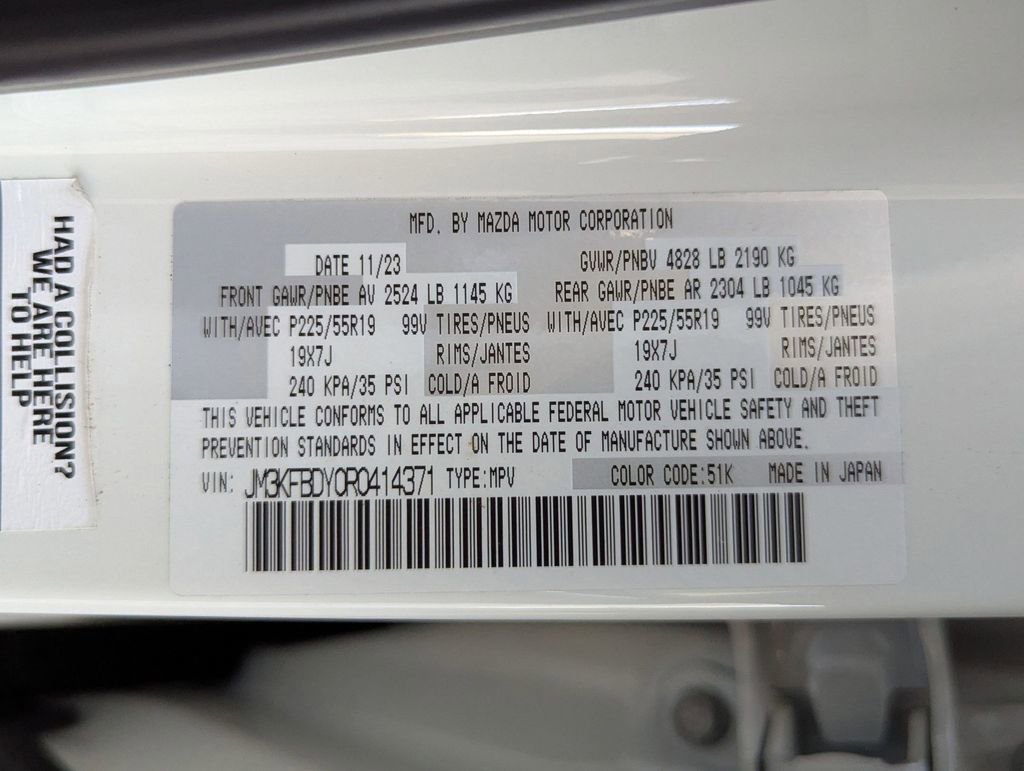 HAD A COLLISION?
WE ARE HERE
TO HELP
MFD. BY MAZDA MOTOR CORPORATION
DATE 11/23 GVWR/PNBV 4828 LB 2190 KG
FRONT GAWR/PNBE AV 2524 LB 1145 KG REAR GAWR/PNBE AR 2304 LB 1045 KG
WITH/AVEC P225/55R19 99V TIRES/PNEUS WITH/AVEC P225/55R19 99V TIRES/PNEUS
19X7J RIMS/JANTES 19X7J RIMS/JANTES
240 KPA/35 PSI COLD/A FROID 240 KPA/35 PSI COLD/A FROID
THIS VEHICLE CONFORMS TO ALL APPLICABLE FEDERAL MOTOR VEHICLE SAFETY AND THEFT
PREVENTION STANDARDS IN EFFECT ON THE DATE OF MANUFACTURE SHOWN ABOVE.
VIN: JM3KFBDY0R0414371 TYPE:MPV COLOR CODE:51K MADE IN JAPAN